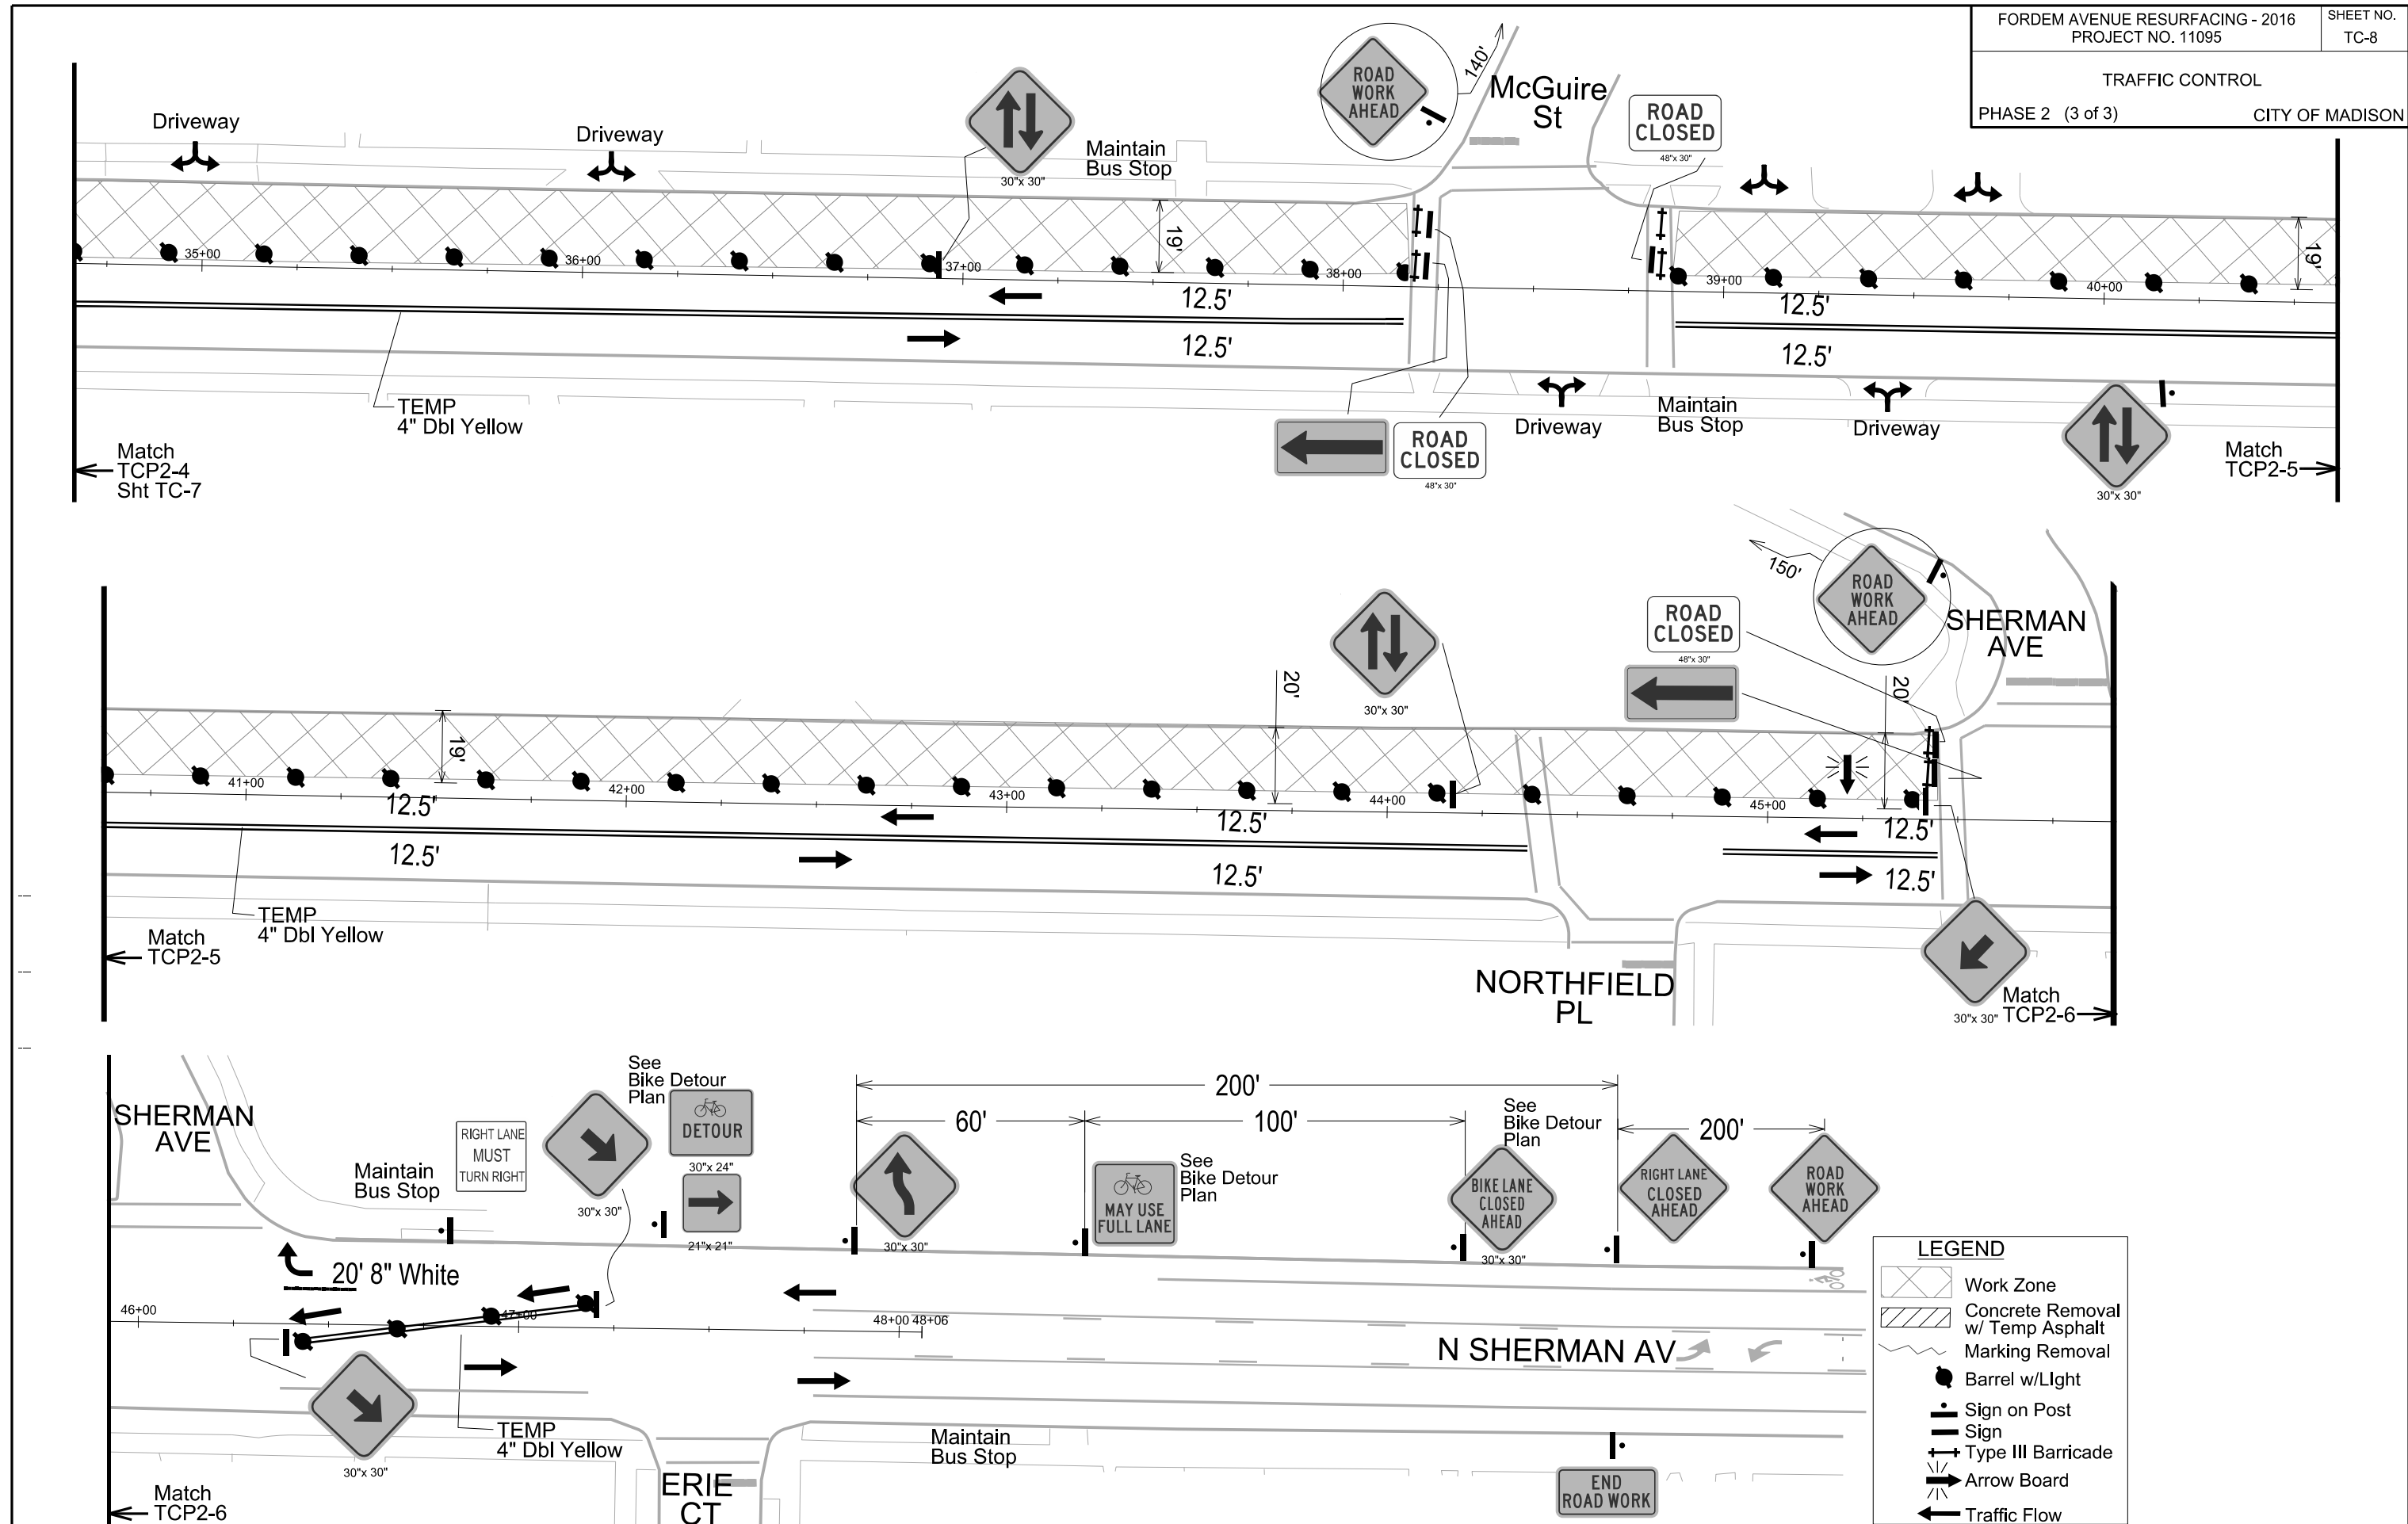 FORDEM AVENUE RESURFACING - 2016
PROJECT NO. 11095
SHEET NO.
TC-8
TRAFFIC CONTROL
PHASE 2 (3 of 3)
CITY OF MADISON
Driveway
Driveway
30"x 30"
Maintain
Bus Stop
ROAD
WORK
AHEAD
140'
McGuire
St
ROAD
CLOSED
48"x 30"
19'
19'
35+00
36+00
37+00
38+00
39+00
40+00
12.5'
12.5'
12.5'
12.5'
TEMP
4" Dbl Yellow
Match
TCP2-4
Sht TC-7
ROAD
CLOSED
48"x 30"
Driveway
Maintain
Bus Stop
Driveway
30"x 30"
Match
TCP2-5
150'
ROAD
WORK
AHEAD
SHERMAN
AVE
ROAD
CLOSED
48"x 30"
30"x 30"
19'
20'
20'
41+00
42+00
43+00
44+00
45+00
12.5'
12.5'
12.5'
12.5'
12.5'
12.5'
TEMP
4" Dbl Yellow
Match
TCP2-5
NORTHFIELD
PL
30"x 30"
Match
TCP2-6
SHERMAN
AVE
Maintain
Bus Stop
RIGHT LANE
MUST
TURN RIGHT
30"x 30"
See
Bike Detour
Plan
DETOUR
30"x 24"
21"x 21"
200'
60'
100'
200'
30"x 30"
MAY USE
FULL LANE
See
Bike Detour
Plan
See
Bike Detour
Plan
BIKE LANE
CLOSED
AHEAD
30"x 30"
RIGHT LANE
CLOSED
AHEAD
ROAD
WORK
AHEAD
20' 8" White
46+00
47+00
48+00
48+06
N SHERMAN AV
30"x 30"
TEMP
4" Dbl Yellow
Match
TCP2-6
ERIE
CT
Maintain
Bus Stop
END
ROAD WORK
LEGEND
Work Zone
Concrete Removal
w/ Temp Asphalt
Marking Removal
Barrel w/LIght
Sign on Post
Sign
Type III Barricade
Arrow Board
Traffic Flow